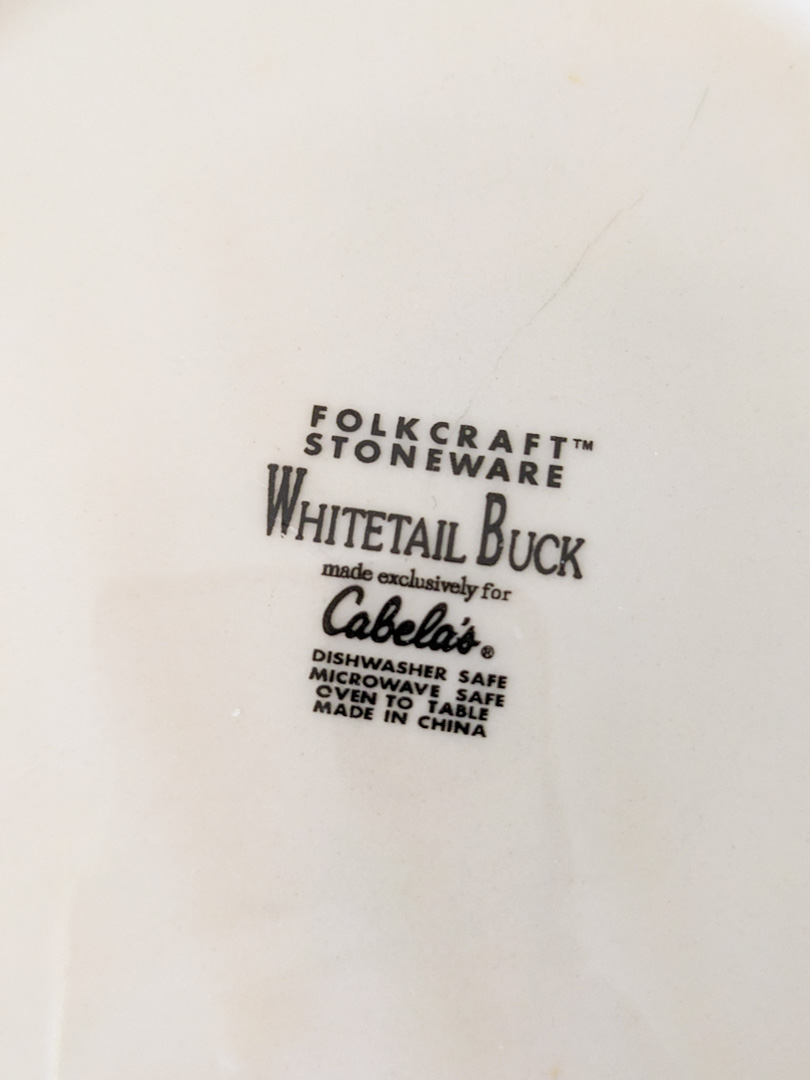 FOLKCRAFT™
STONEWARE
WHITETAIL BUCK
made exclusively for
Cabela's®
DISHWASHER SAFE
MICROWAVE SAFE
OVEN TO TABLE
MADE IN CHINA